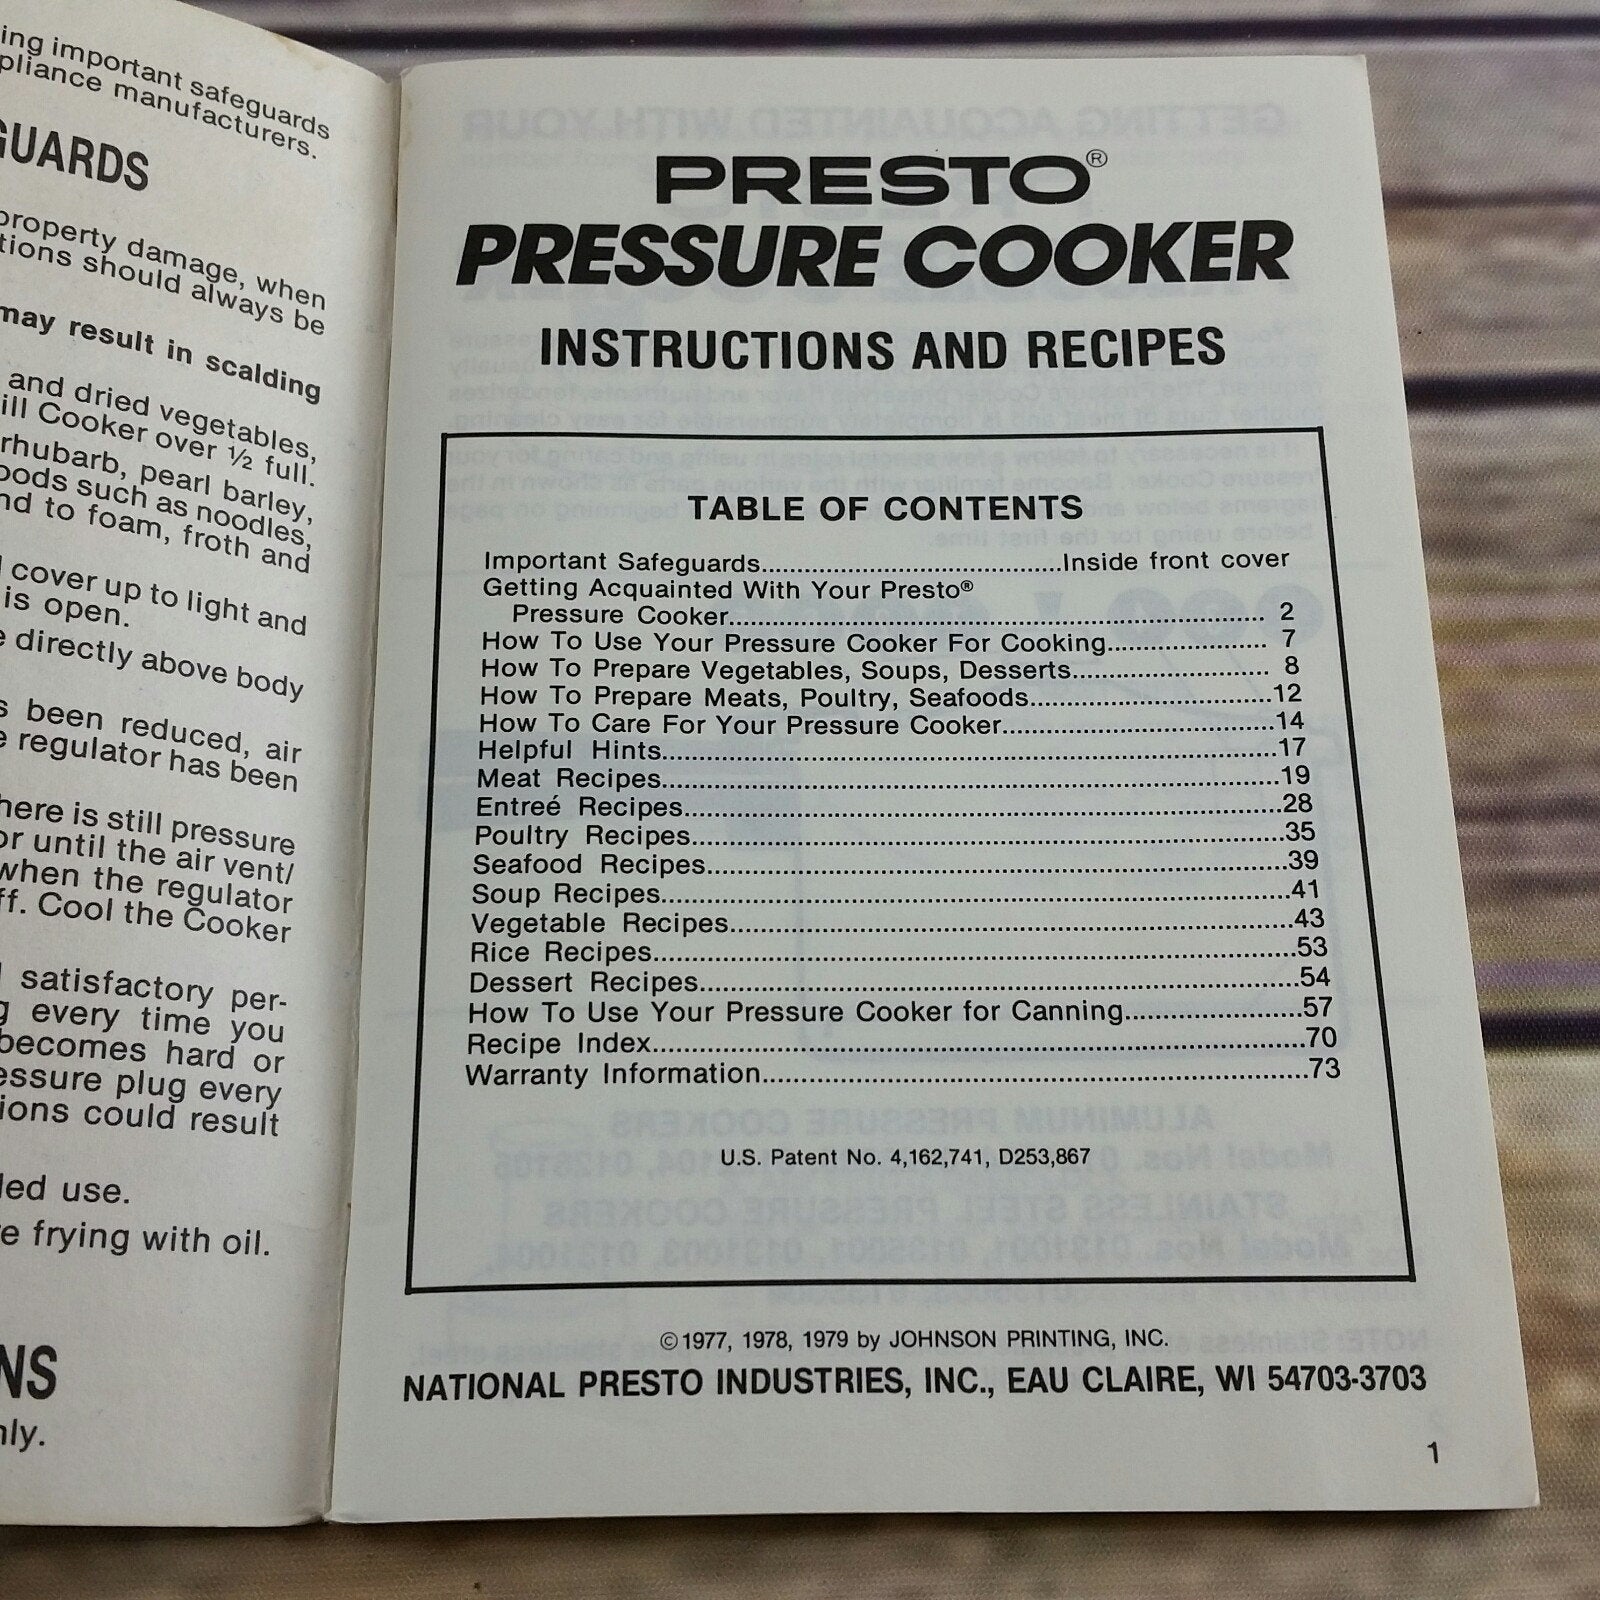 ing important safeguards
pliance manufacturers.
GUARDS
property damage, when
tions should always be
may result in scalding
and dried vegetables,
ill Cooker over ½ full.
rhubarb, pearl barley,
oods such as noodles,
nd to foam, froth and
cover up to light and
is open.
e directly above body
s been reduced, air
e regulator has been
here is still pressure
or until the air vent/
when the regulator
ff. Cool the Cooker
satisfactory per-
g every time you
becomes hard or
essure plug every
ions could result
led use.
e frying with oil.
NS
nly.
PRESTO®
PRESSURE COOKER
INSTRUCTIONS AND RECIPES
TABLE OF CONTENTS
Important Safeguards.......................................Inside front cover
Getting Acquainted With Your Presto®
Pressure Cooker...................................................................... 2
How To Use Your Pressure Cooker For Cooking..................... 7
How To Prepare Vegetables, Soups, Desserts.......................... 8
How To Prepare Meats, Poultry, Seafoods................................12
How To Care For Your Pressure Cooker...................................14
Helpful Hints................................................................................17
Meat Recipes................................................................................19
Entreé Recipes.............................................................................28
Poultry Recipes............................................................................35
Seafood Recipes..........................................................................39
Soup Recipes................................................................................41
Vegetable Recipes.......................................................................43
Rice Recipes.................................................................................53
Dessert Recipes...........................................................................54
How To Use Your Pressure Cooker for Canning.......................57
Recipe Index.................................................................................70
Warranty Information...................................................................73
U.S. Patent No. 4,162,741, D253,867
©1977, 1978, 1979 by JOHNSON PRINTING, INC.
NATIONAL PRESTO INDUSTRIES, INC., EAU CLAIRE, WI 54703-3703
1